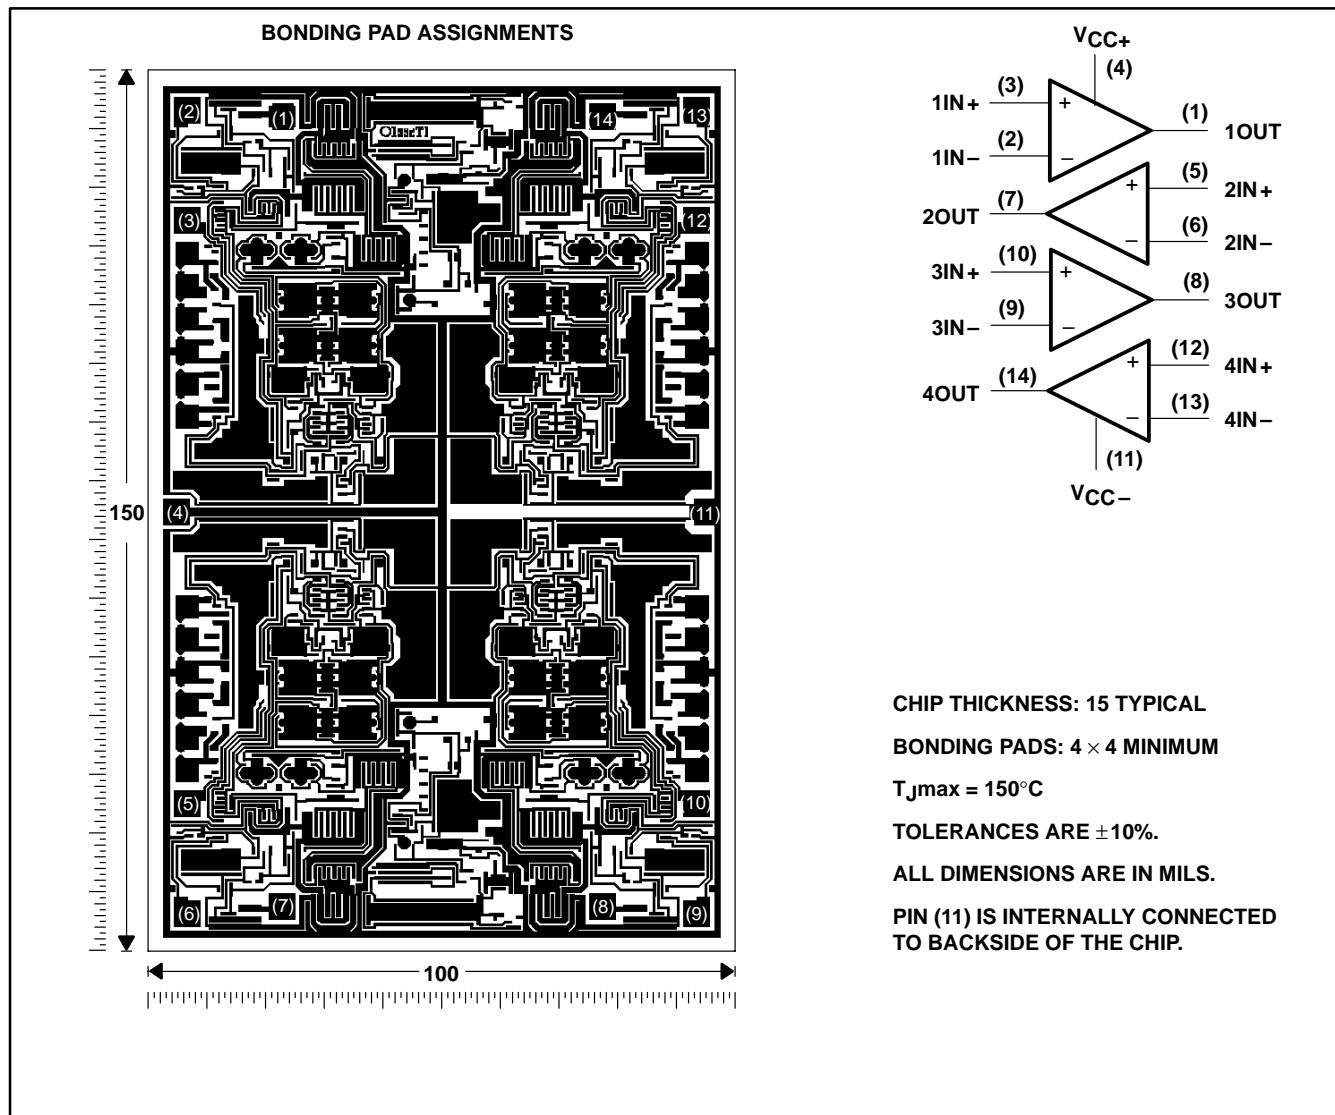 BONDING PAD ASSIGNMENTS
(2)
(1)
(14)
(13)
(3)
(12)
150
(4)
(11)
(5)
(10)
(6)
(7)
(8)
(9)
100
VCC+
(4)
1IN+
(3)
1IN−
(2)
+
−
(1)
1OUT
2OUT
(7)
+
−
(5)
2IN+
(6)
2IN−
3IN+
(10)
3IN−
(9)
+
−
(8)
3OUT
4OUT
(14)
+
−
(12)
4IN+
(13)
4IN−
(11)
VCC−
CHIP THICKNESS: 15 TYPICAL
BONDING PADS: 4 × 4 MINIMUM
TJmax = 150°C
TOLERANCES ARE ±10%.
ALL DIMENSIONS ARE IN MILS.
PIN (11) IS INTERNALLY CONNECTED
TO BACKSIDE OF THE CHIP.